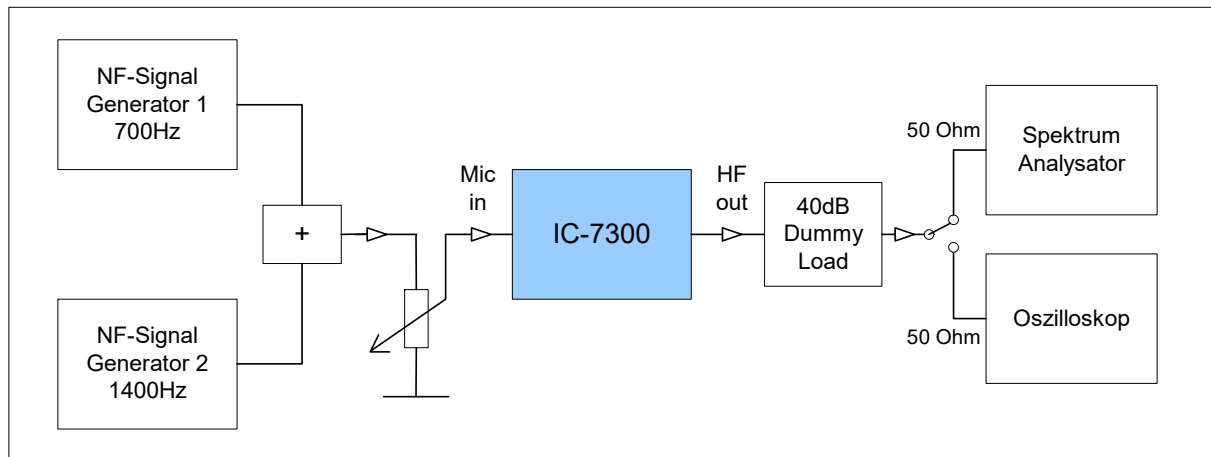 NF-Signal
Generator 1
700Hz
NF-Signal
Generator 2
1400Hz
+
Mic
in
IC-7300
HF
out
40dB
Dummy
Load
50 Ohm
Spektrum
Analysator
50 Ohm
Oszilloskop